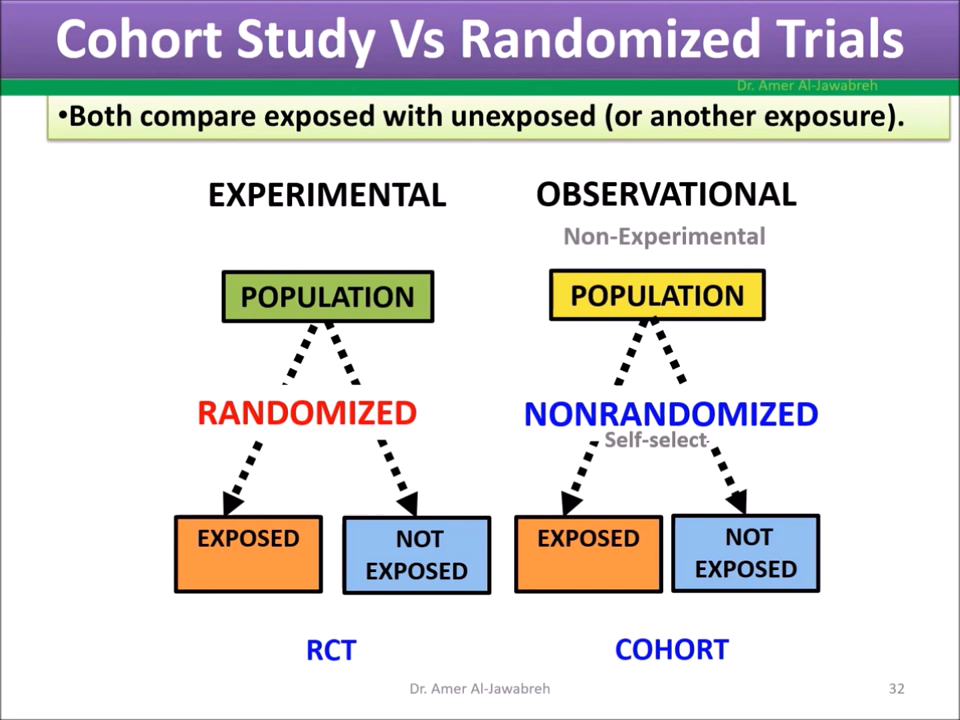 Cohort Study Vs Randomized Trials
Dr. Amer Al-Jawabreh
•Both compare exposed with unexposed (or another exposure).
EXPERIMENTAL
OBSERVATIONAL
Non-Experimental
POPULATION
POPULATION
RANDOMIZED
NONRANDOMIZED
Self-select
EXPOSED
NOT
EXPOSED
EXPOSED
NOT
EXPOSED
RCT
COHORT
Dr. Amer Al-Jawabreh
32